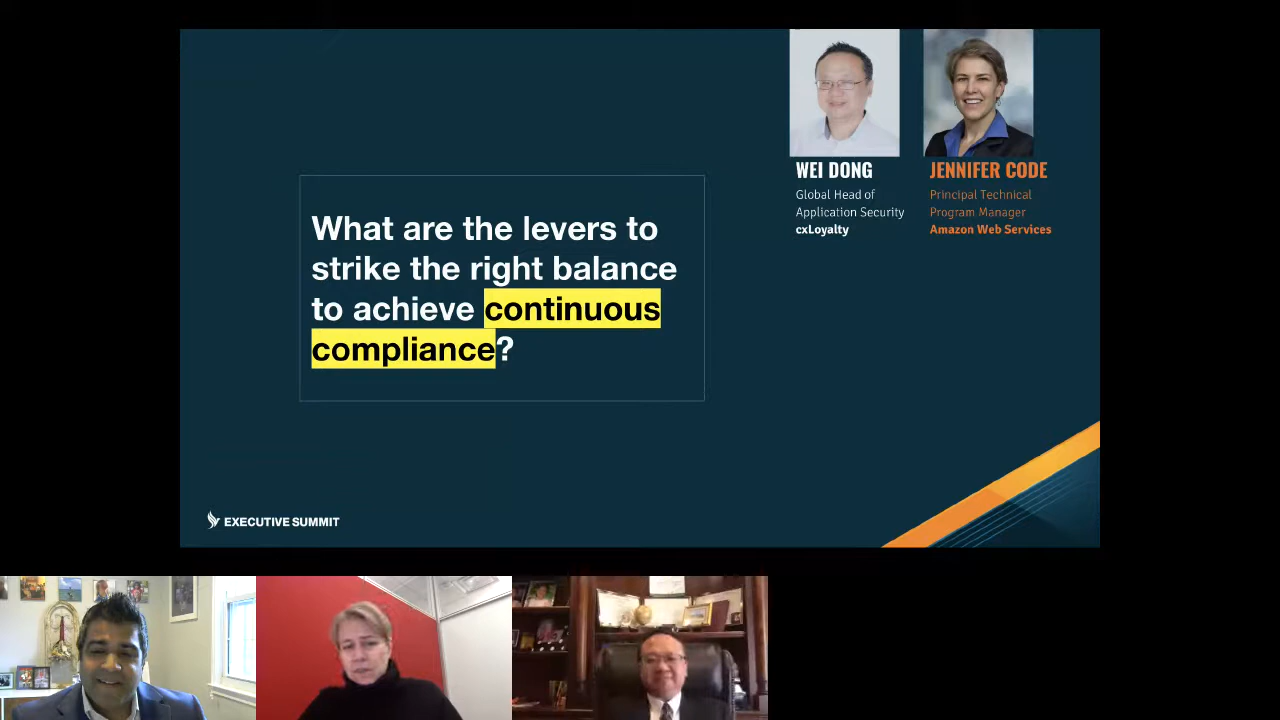 What are the levers to
strike the right balance
to achieve continuous
compliance?
WEI DONG
Global Head of
Application Security
cxLoyalty
JENNIFER CODE
Principal Technical
Program Manager
Amazon Web Services
EXECUTIVE SUMMIT